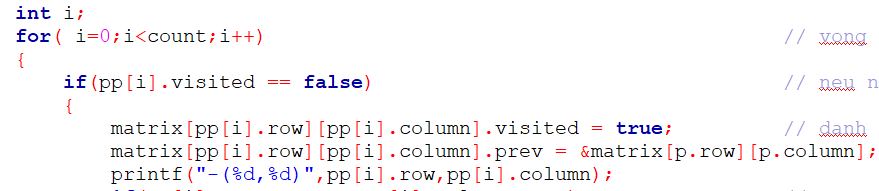 int i;
for( i=0;i<count;i++) // vong
{
if(pp[i].visited == false) // neu n
{
matrix[pp[i].row][pp[i].column].visited = true; // danh
matrix[pp[i].row][pp[i].column].prev = &matrix[p.row][p.column];
printf("-(%d,%d)",pp[i].row,pp[i].column);